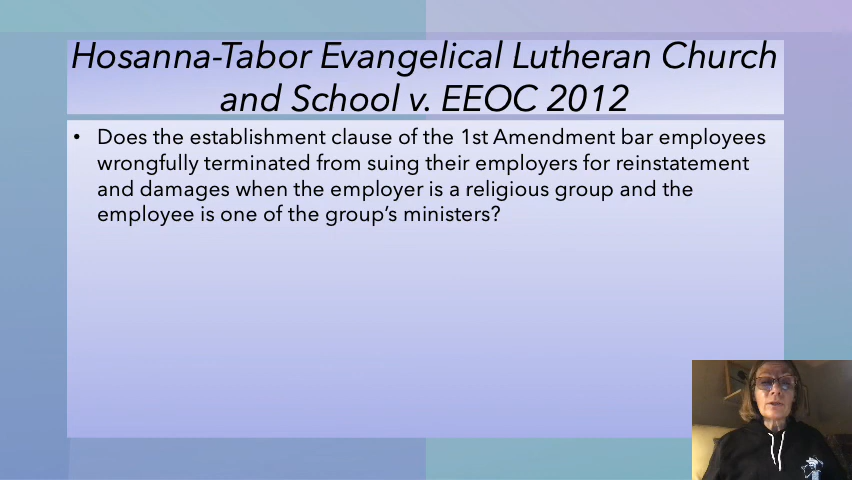 Hosanna-Tabor Evangelical Lutheran Church
and School v. EEOC 2012
• Does the establishment clause of the 1st Amendment bar employees
wrongfully terminated from suing their employers for reinstatement
and damages when the employer is a religious group and the
employee is one of the group's ministers?